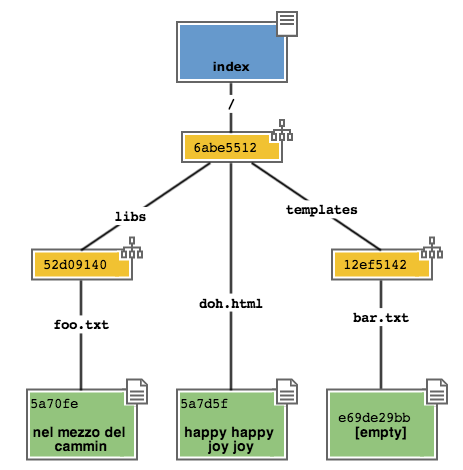 index
/
6abe5512
libs
templates
52d09140
12ef5142
doh.html
foo.txt
bar.txt
5a70fe
nel mezzo del
cammin
5a7d5f
happy happy
joy joy
e69de29bb
[empty]